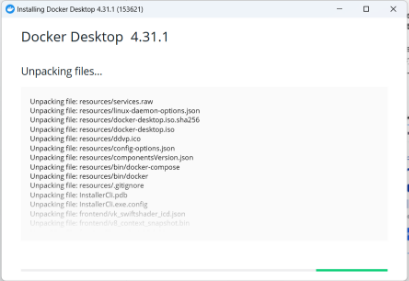 Installing Docker Desktop 4.31.1 (153621)
Docker Desktop 4.31.1
Unpacking files...
Unpacking file: resources/services.raw
Unpacking file: resources/linux-daemon-options.json
Unpacking file: resources/docker-desktop.iso.sha256
Unpacking file: resources/docker-desktop.iso
Unpacking file: resources/ddvp.ico
Unpacking file: resources/config-options.json
Unpacking file: resources/componentsVersion.json
Unpacking file: resources/bin/docker-compose
Unpacking file: resources/bin/docker
Unpacking file: resources/.gitignore
Unpacking file: InstallerCli.pdb
Unpacking file: InstallerCli.exe.config
Unpacking file: frontend/vk_swiftshader_icd.json
Unpacking file: frontend/v8_context_snapshot.bin